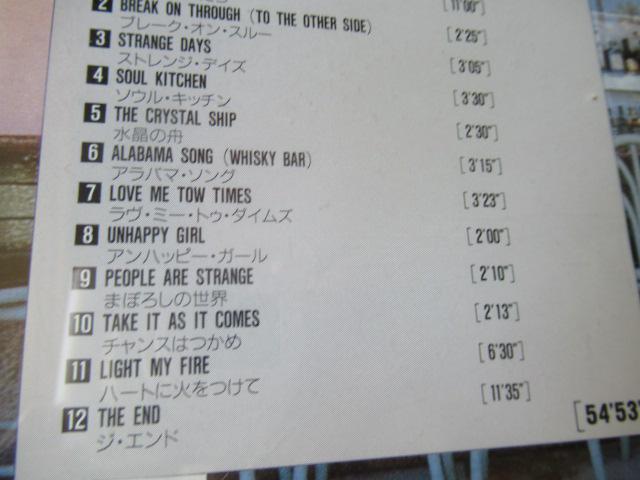 2 BREAK ON THROUGH (TO THE OTHER SIDE) [11'00"]
ブレーク・オン・スルー
3 STRANGE DAYS [2'25"]
ストレンジ・デイズ
4 SOUL KITCHEN [3'05"]
ソウル・キッチン
5 THE CRYSTAL SHIP [3'30"]
水晶の舟
6 ALABAMA SONG (WHISKY BAR) [2'30"]
アラバマ・ソング
7 LOVE ME TOW TIMES [3'15"]
ラヴ・ミー・トゥ・ダイムズ
8 UNHAPPY GIRL [3'23"]
アンハッピー・ガール
9 PEOPLE ARE STRANGE [2'00"]
まぼろしの世界
10 TAKE IT AS IT COMES [2'10"]
チャンスはつかめ
11 LIGHT MY FIRE [2'13"]
ハートに火をつけて
12 THE END [6'30"]
ジ・エンド
[11'35"]
[54'53"